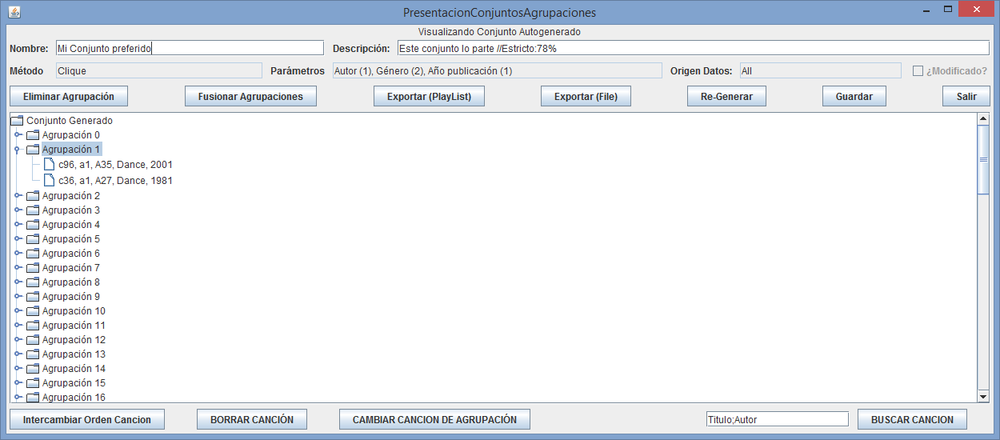 PresentacionConjuntosAgrupaciones
Visualizando Conjunto Autogenerado
Nombre: Mi Conjunto preferido Descripción: Este conjunto lo parte //Estricto:78%
Método Clique Parámetros Autor (1), Género (2), Año publicación (1) Origen Datos: All ¿Modificado?
Eliminar Agrupación Fusionar Agrupaciones Exportar (PlayList) Exportar (File) Re-Generar Guardar Salir
Conjunto Generado
Agrupación 0
Agrupación 1
c96, a1, A35, Dance, 2001
c36, a1, A27, Dance, 1981
Agrupación 2
Agrupación 3
Agrupación 4
Agrupación 5
Agrupación 6
Agrupación 7
Agrupación 8
Agrupación 9
Agrupación 10
Agrupación 11
Agrupación 12
Agrupación 13
Agrupación 14
Agrupación 15
Agrupación 16
Intercambiar Orden Cancion BORRAR CANCIÓN CAMBIAR CANCION DE AGRUPACIÓN Titulo;Autor BUSCAR CANCION